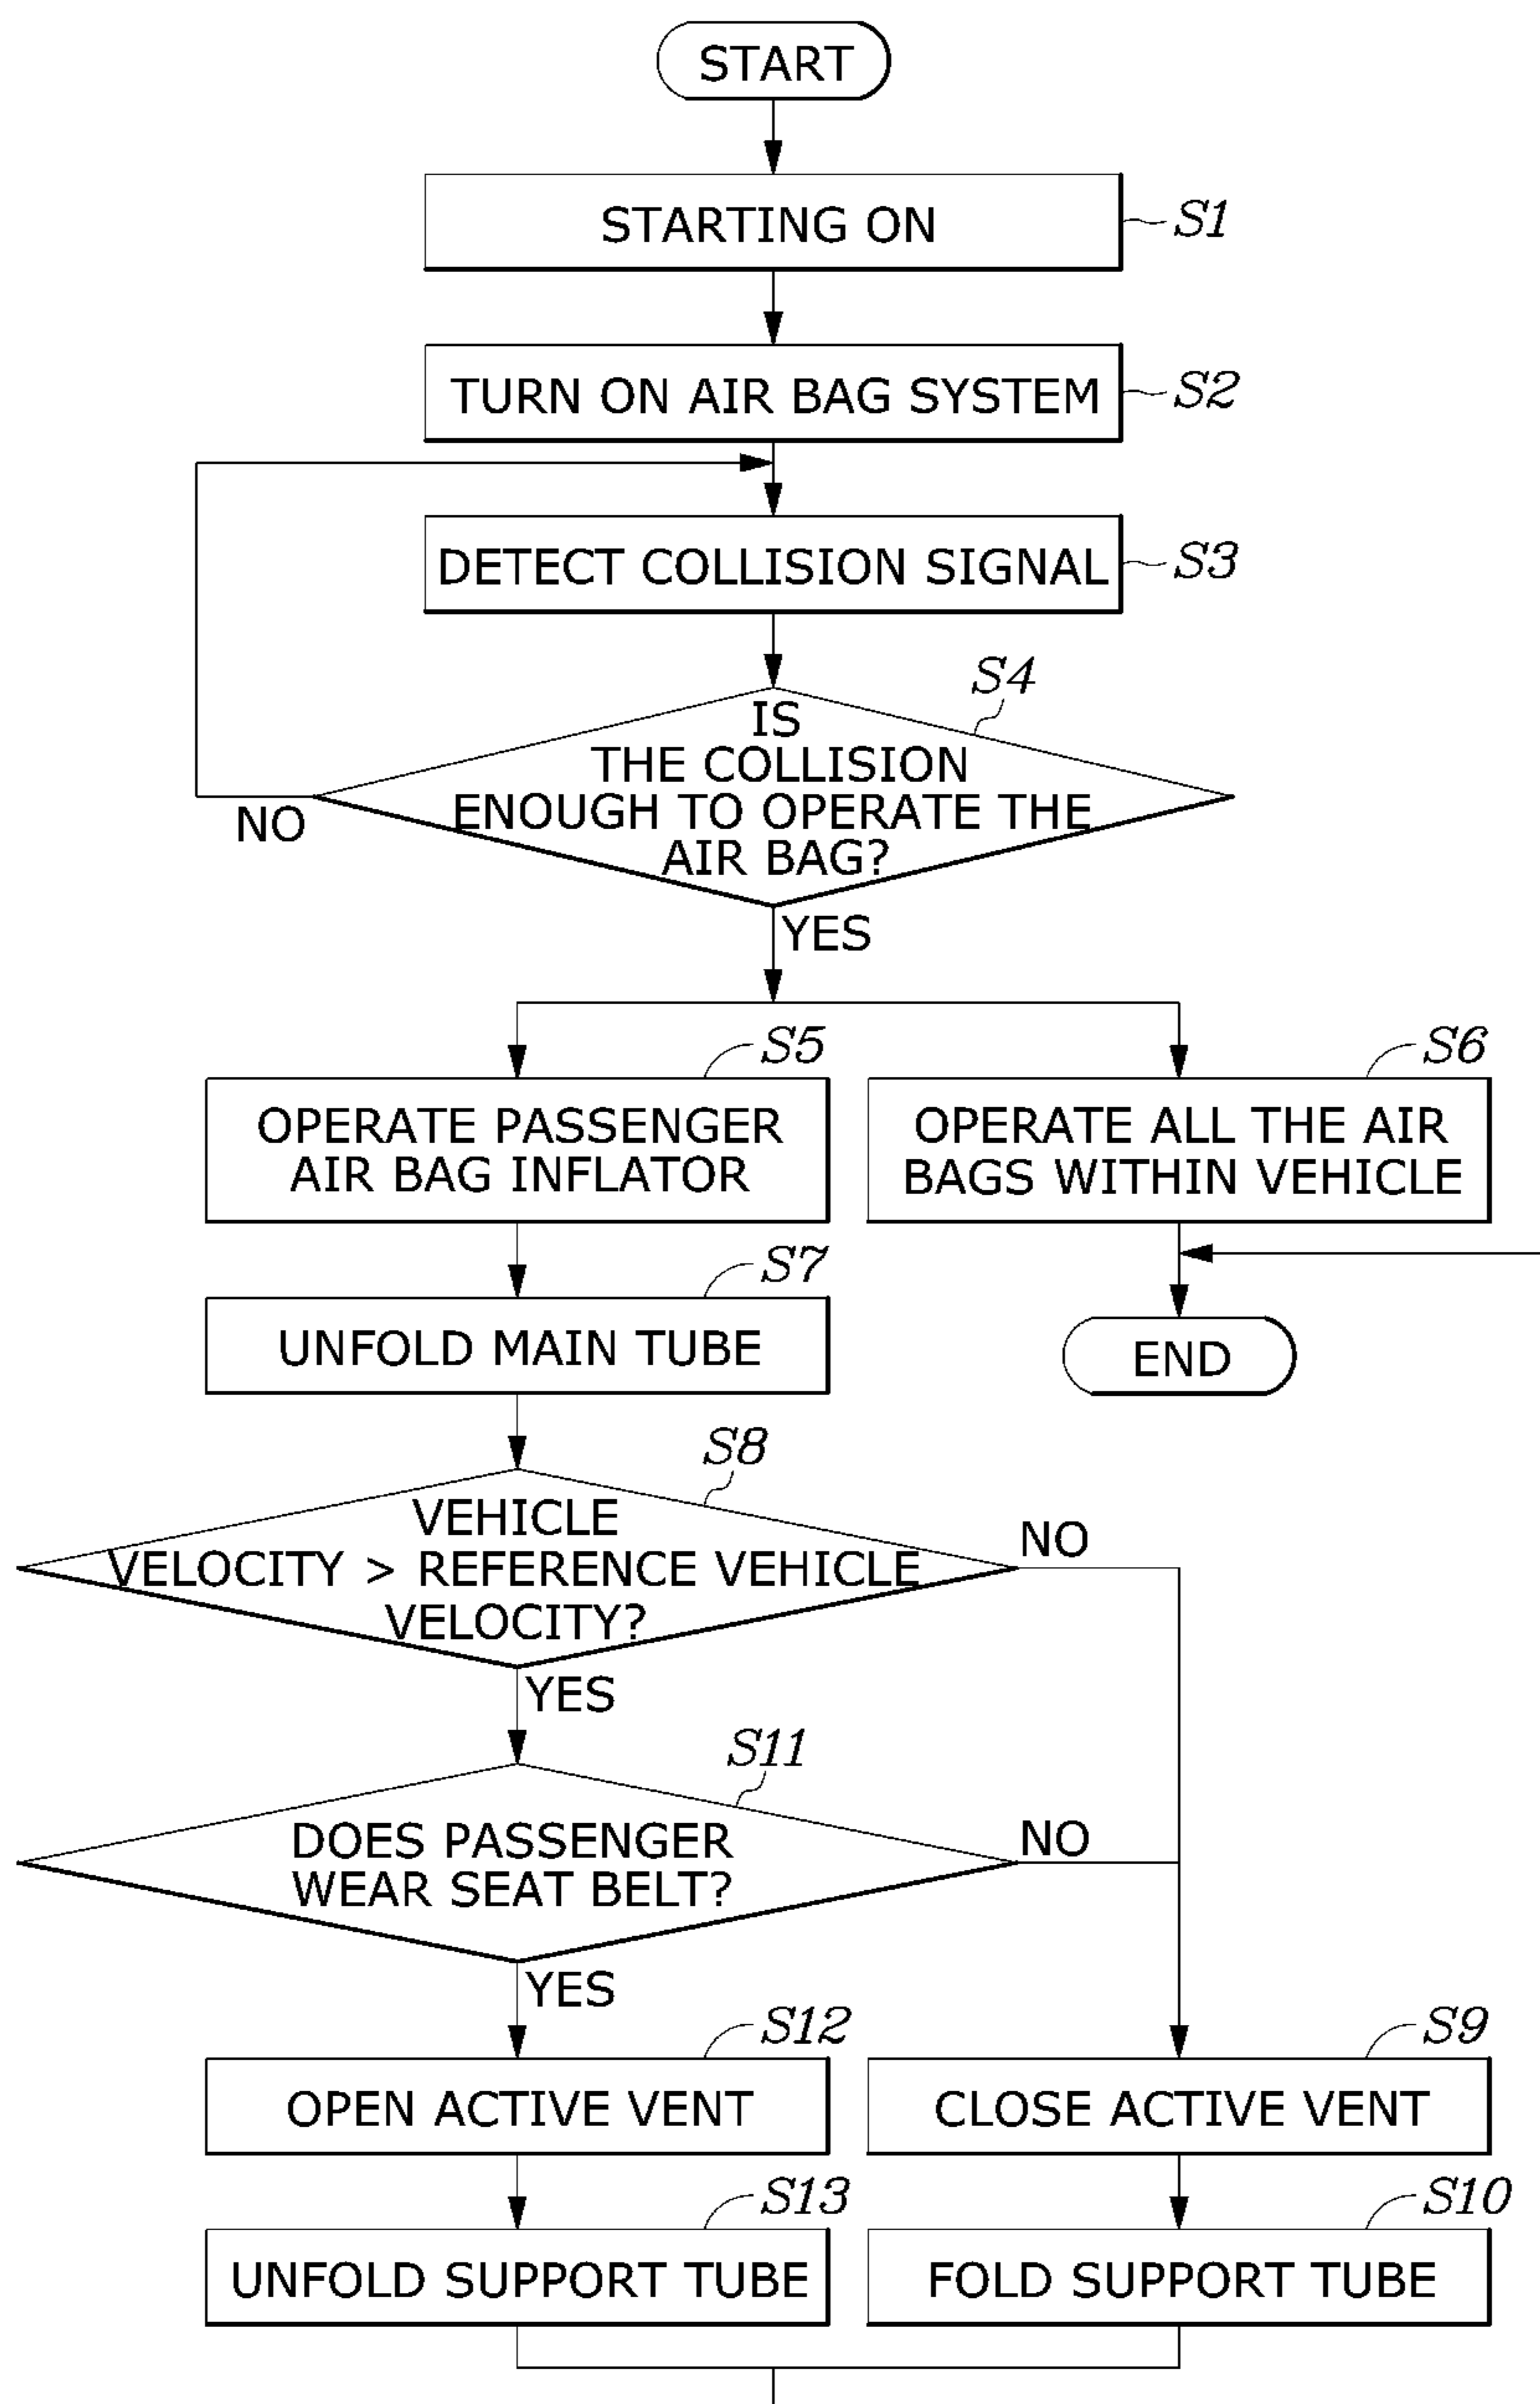 START
STARTING ON
S1
TURN ON AIR BAG SYSTEM
S2
DETECT COLLISION SIGNAL
S3
S4
IS
THE COLLISION
ENOUGH TO OPERATE THE
AIR BAG?
NO
YES
S5
OPERATE PASSENGER
AIR BAG INFLATOR
S6
OPERATE ALL THE AIR
BAGS WITHIN VEHICLE
S7
UNFOLD MAIN TUBE
END
S8
VEHICLE
VELOCITY > REFERENCE VEHICLE
VELOCITY?
NO
YES
S11
DOES PASSENGER
WEAR SEAT BELT?
NO
YES
S12
OPEN ACTIVE VENT
S9
CLOSE ACTIVE VENT
S13
UNFOLD SUPPORT TUBE
S10
FOLD SUPPORT TUBE